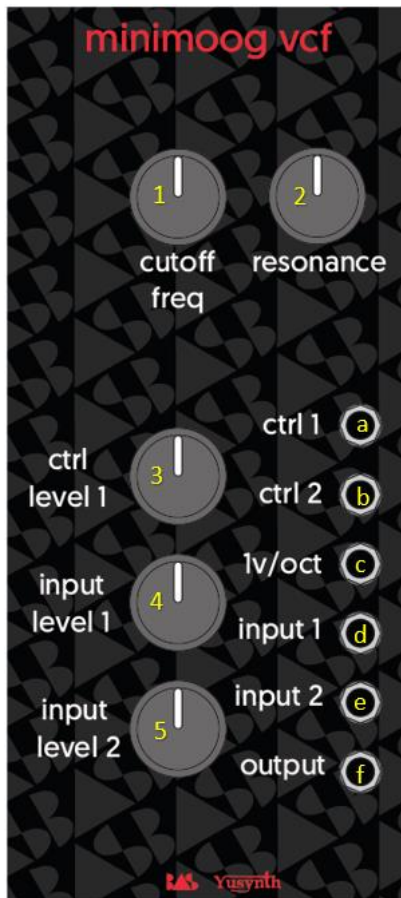 minimoog vcf
1
2
cutoff
freq
resonance
ctrl 1
a
ctrl
level 1
3
ctrl 2
b
1v/oct
c
input
level 1
4
input 1
d
input 2
e
input
level 2
5
output
f
BMS Yusynth